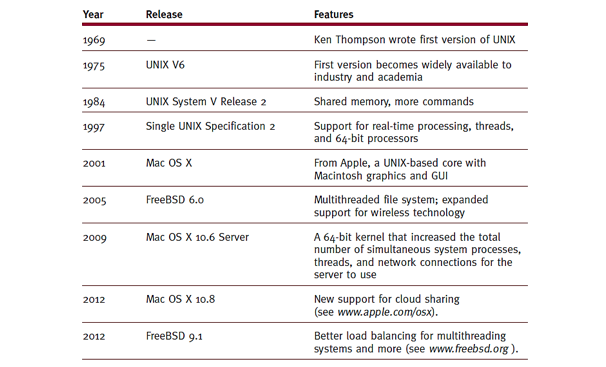 Year Release Features
1969 — Ken Thompson wrote first version of UNIX
1975 UNIX V6 First version becomes widely available to
industry and academia
1984 UNIX System V Release 2 Shared memory, more commands
1997 Single UNIX Specification 2 Support for real-time processing, threads,
and 64-bit processors
2001 Mac OS X From Apple, a UNIX-based core with
Macintosh graphics and GUI
2005 FreeBSD 6.0 Multithreaded file system; expanded
support for wireless technology
2009 Mac OS X 10.6 Server A 64-bit kernel that increased the total
number of simultaneous system processes,
threads, and network connections for the
server to use
2012 Mac OS X 10.8 New support for cloud sharing
(see www.apple.com/osx).
2012 FreeBSD 9.1 Better load balancing for multithreading
systems and more (see www.freebsd.org ).